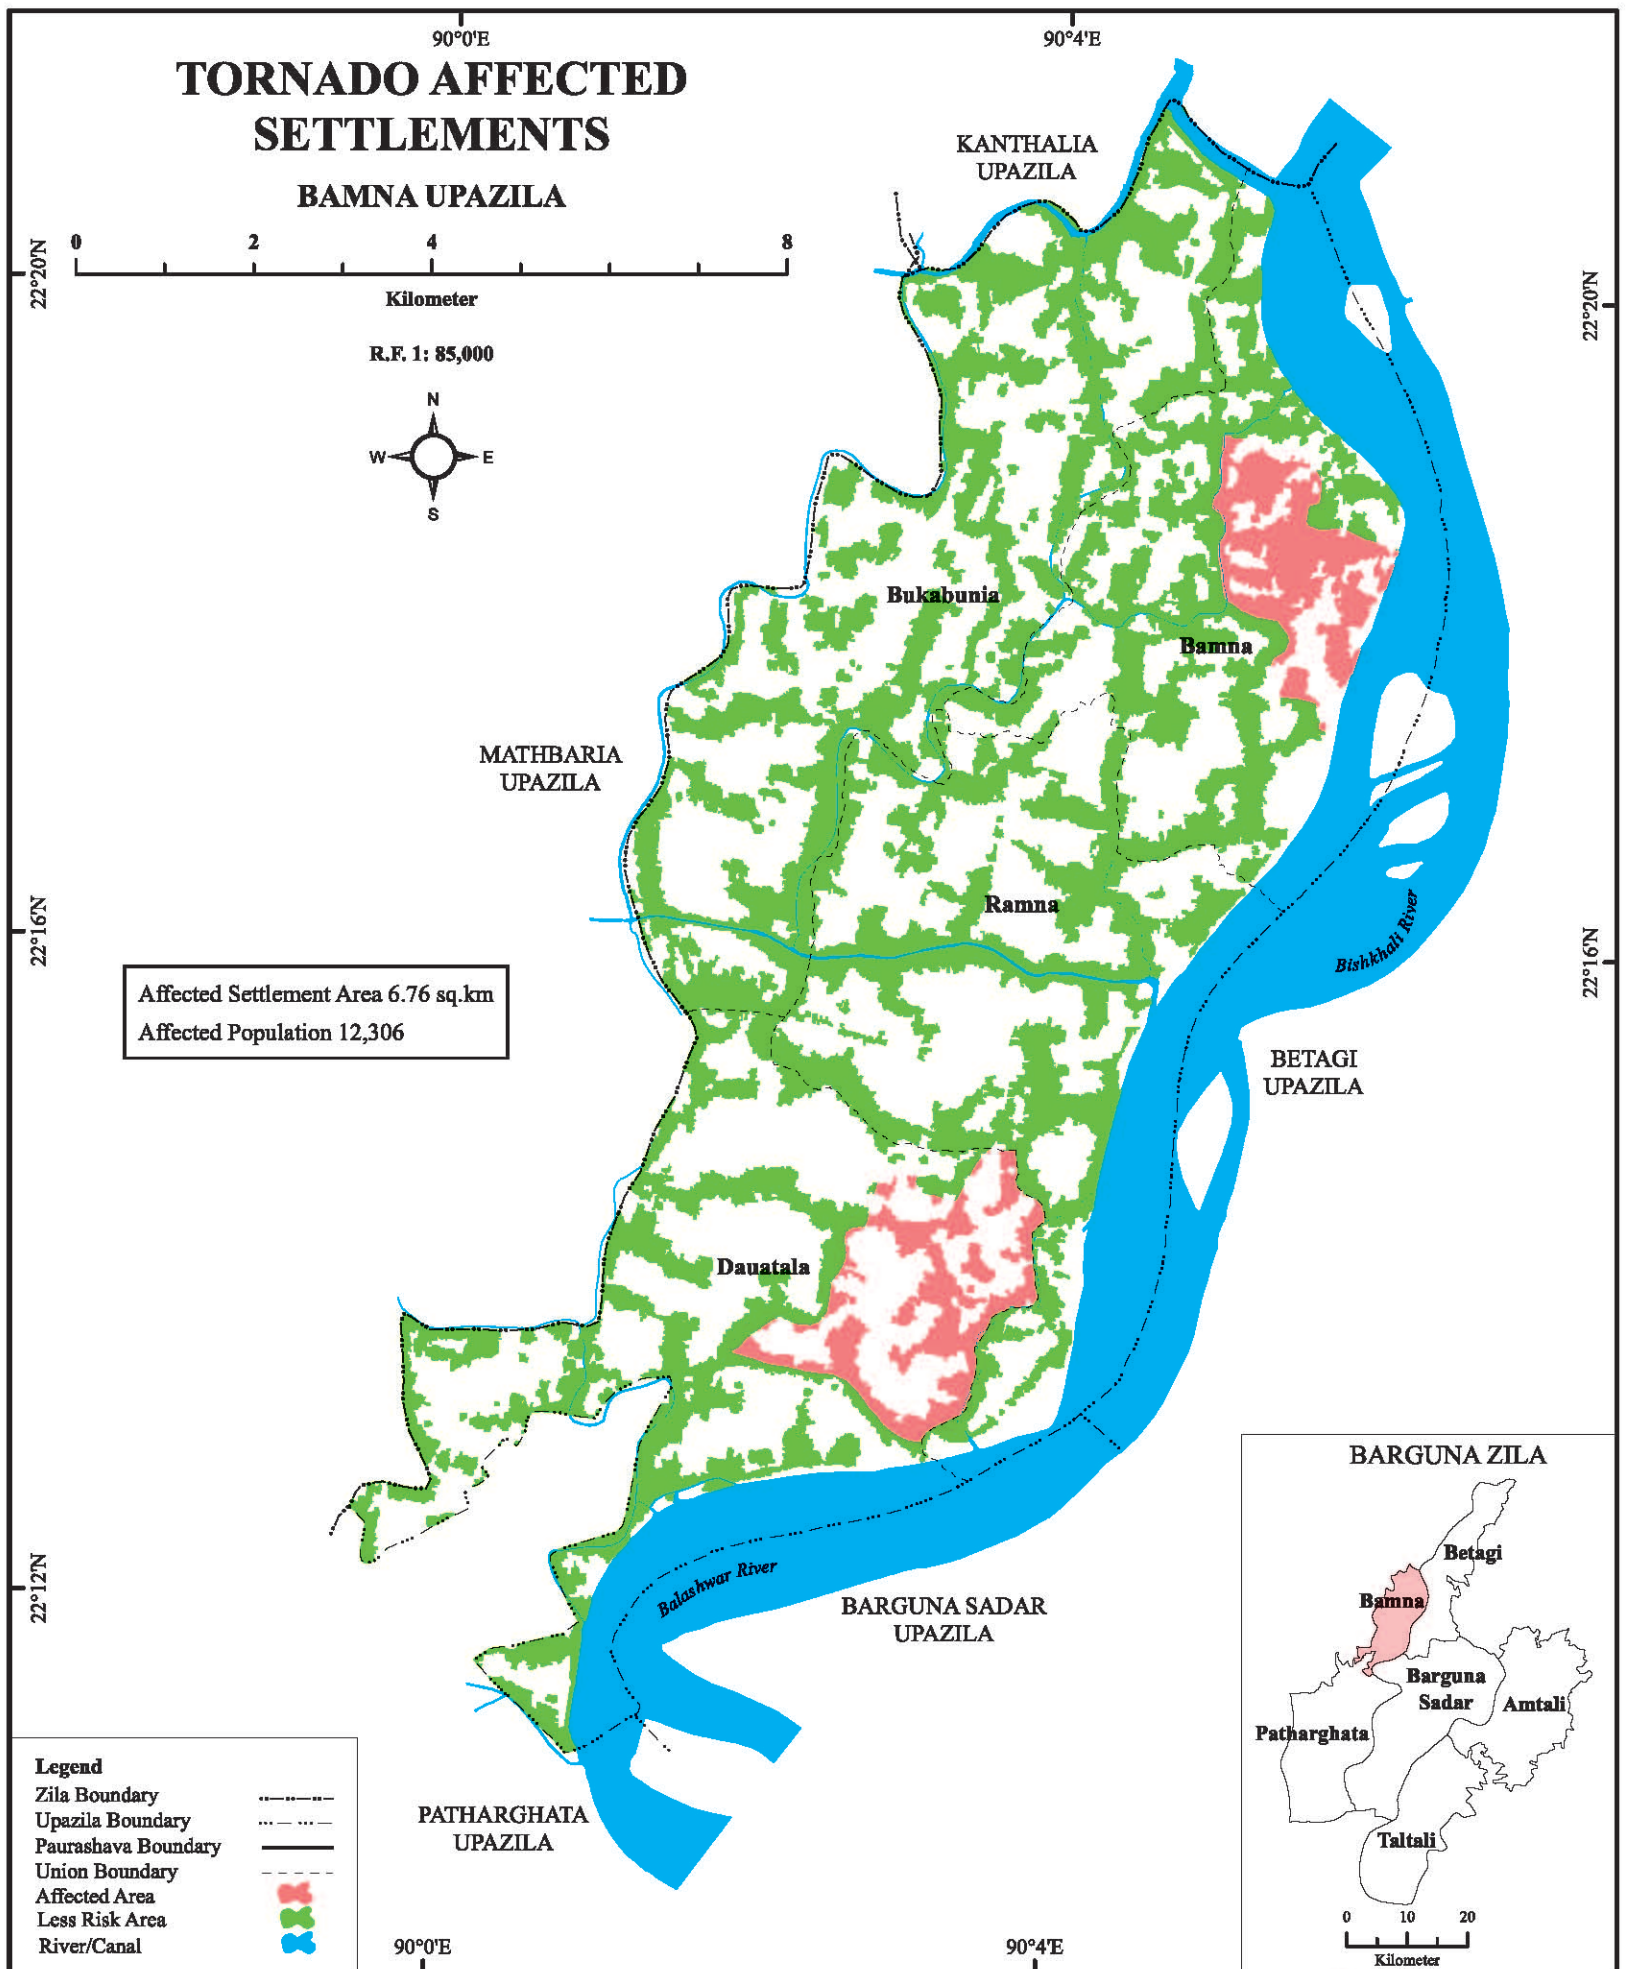 90°0'E
90°4'E
TORNADO AFFECTED
SETTLEMENTS
BAMNA UPAZILA
0 2 4 8
Kilometer
R.F. 1: 85,000
N
W E
S
22°20'N
22°20'N
KANTHALIA
UPAZILA
Bukabunia
Bamna
MATHBARIA
UPAZILA
Ramna
22°16'N
22°16'N
Bishkhali River
Affected Settlement Area 6.76 sq.km
Affected Population 12,306
BETAGI
UPAZILA
Dauatala
22°12'N
Balashwar River
BARGUNA SADAR
UPAZILA
PATHARGHATA
UPAZILA
Legend
Zila Boundary
Upazila Boundary
Paurashava Boundary
Union Boundary
Affected Area
Less Risk Area
River/Canal
BARGUNA ZILA
Betagi
Bamna
Barguna
Sadar
Amtali
Patharghata
Taltali
0 10 20
Kilometer
90°0'E
90°4'E